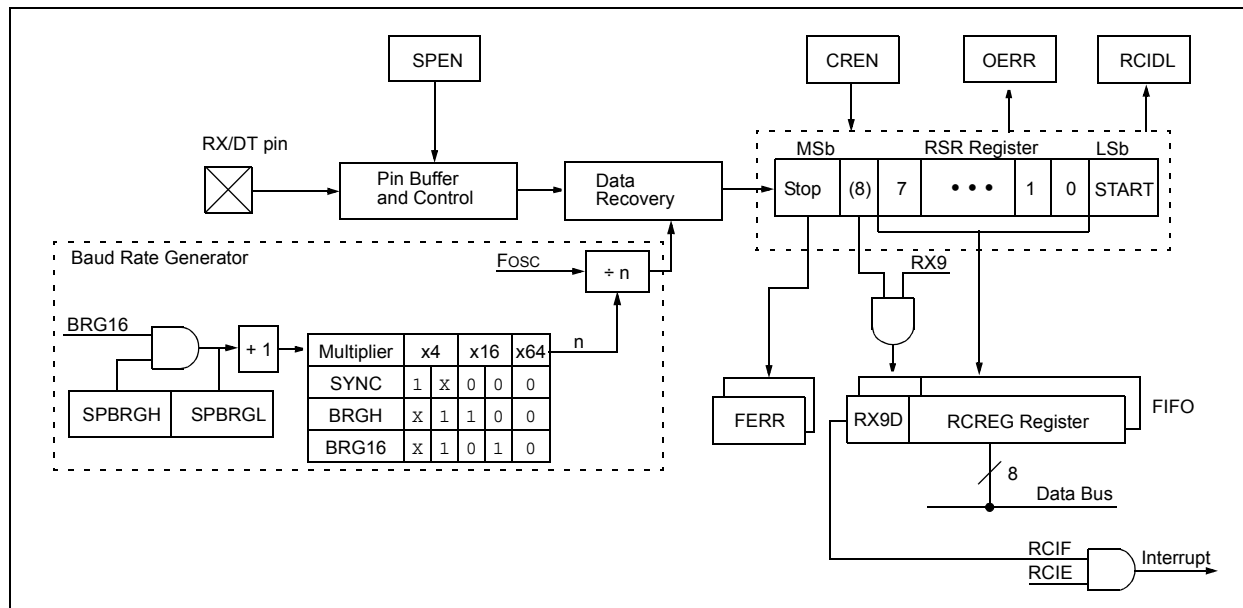 SPEN
CREN
OERR
RCIDL
RX/DT pin
Pin Buffer
and Control
Data
Recovery
MSb
RSR Register
LSb
Stop (8) 7 • • • 1 0 START
Baud Rate Generator
FOSC
÷ n
RX9
BRG16
+ 1
n
Multiplier x4 x16 x64
SYNC 1 X 0 0 0
BRGH X 1 1 0 0
BRG16 X 1 0 1 0
SPBRGH SPBRGL
FERR
RX9D
RCREG Register
FIFO
8
Data Bus
RCIF
RCIE
Interrupt